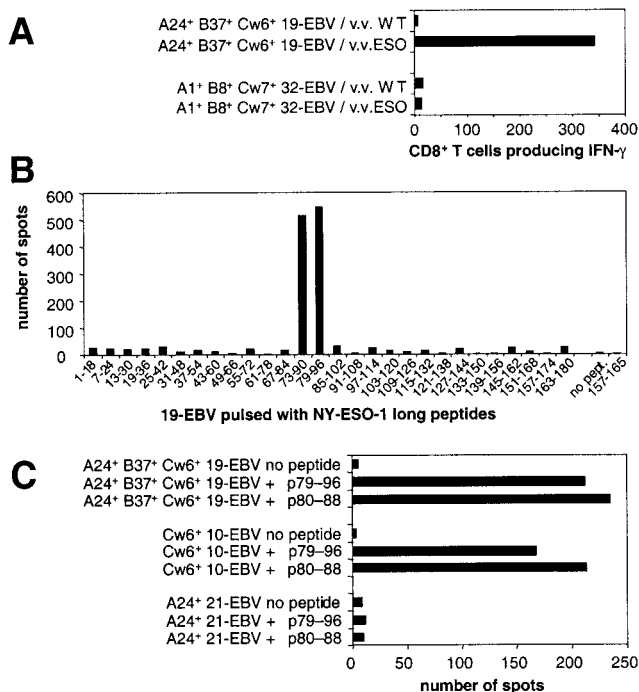 A
A24+ B37+ Cw6+ 19-EBV / v.v. WT
A24+ B37+ Cw6+ 19-EBV / v.v.ESO
A1+ B8+ Cw7+ 32-EBV / v.v. WT
A1+ B8+ Cw7+ 32-EBV / v.v.ESO
0 100 200 300 400
CD8+ T cells producing IFN-γ
B
number of spots
600
500
400
300
200
100
0
1-18 7-24 13-30 19-36 25-42 31-48 37-54 43-60 49-66 55-72 61-78 67-84 73-90 79-96 85-102 91-108 97-114 103-120 109-126 115-132 121-138 127-144 133-150 139-156 145-162 151-168 157-174 163-180 no pept. 157-165
19-EBV pulsed with NY-ESO-1 long peptides
C
A24+ B37+ Cw6+ 19-EBV no peptide
A24+ B37+ Cw6+ 19-EBV + p79–96
A24+ B37+ Cw6+ 19-EBV + p80–88
Cw6+ 10-EBV no peptide
Cw6+ 10-EBV + p79–96
Cw6+ 10-EBV + p80–88
A24+ 21-EBV no peptide
A24+ 21-EBV + p79–96
A24+ 21-EBV + p80–88
0 50 100 150 200 250
number of spots